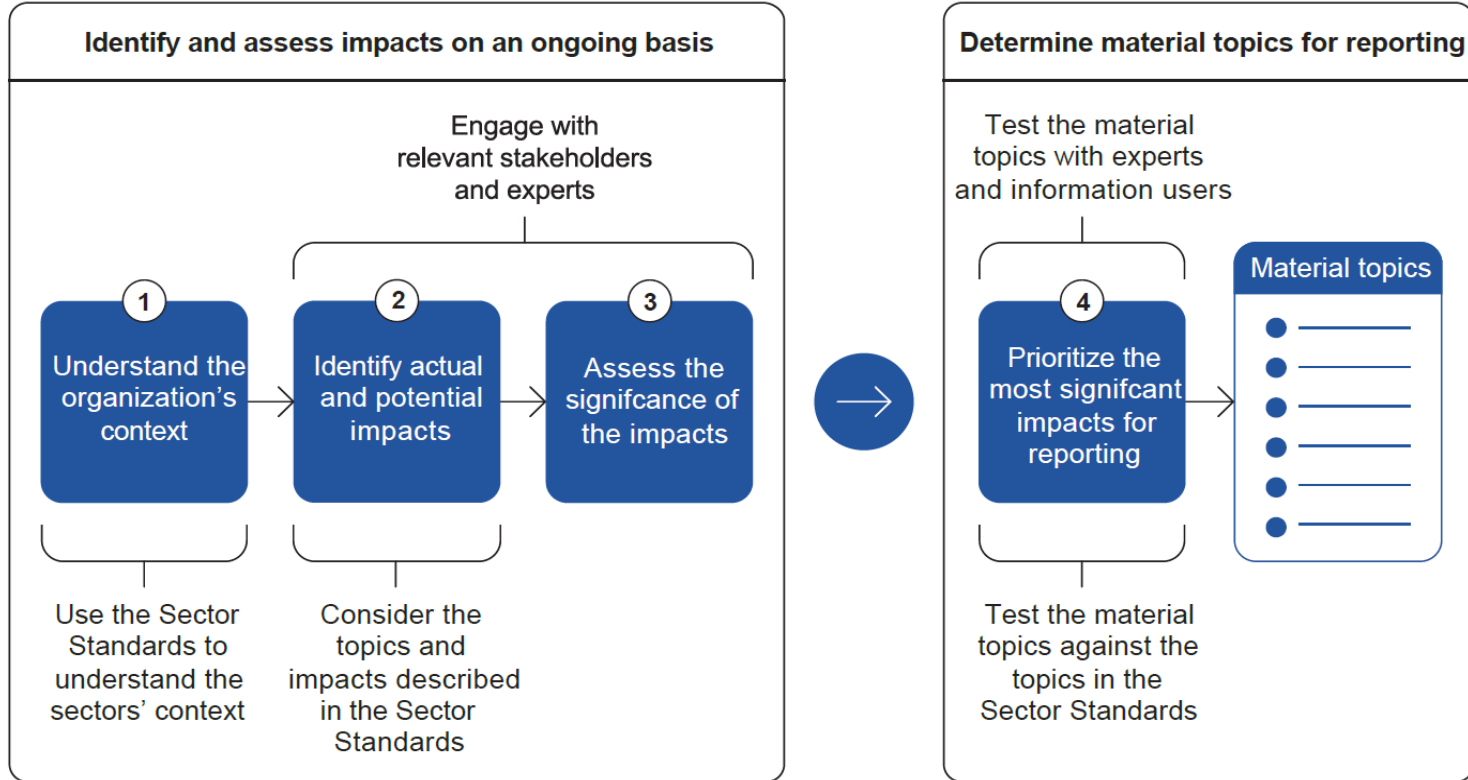 Identify and assess impacts on an ongoing basis
Engage with
relevant stakeholders
and experts
1
Understand the
organization's
context
2
Identify actual
and potential
impacts
3
Assess the
signifcance of
the impacts
Use the Sector
Standards to
understand the
sectors' context
Consider the
topics and
impacts described
in the Sector
Standards
Determine material topics for reporting
Test the material
topics with experts
and information users
4
Prioritize the
most signifcant
impacts for
reporting
Material topics
Test the material
topics against the
topics in the
Sector Standards